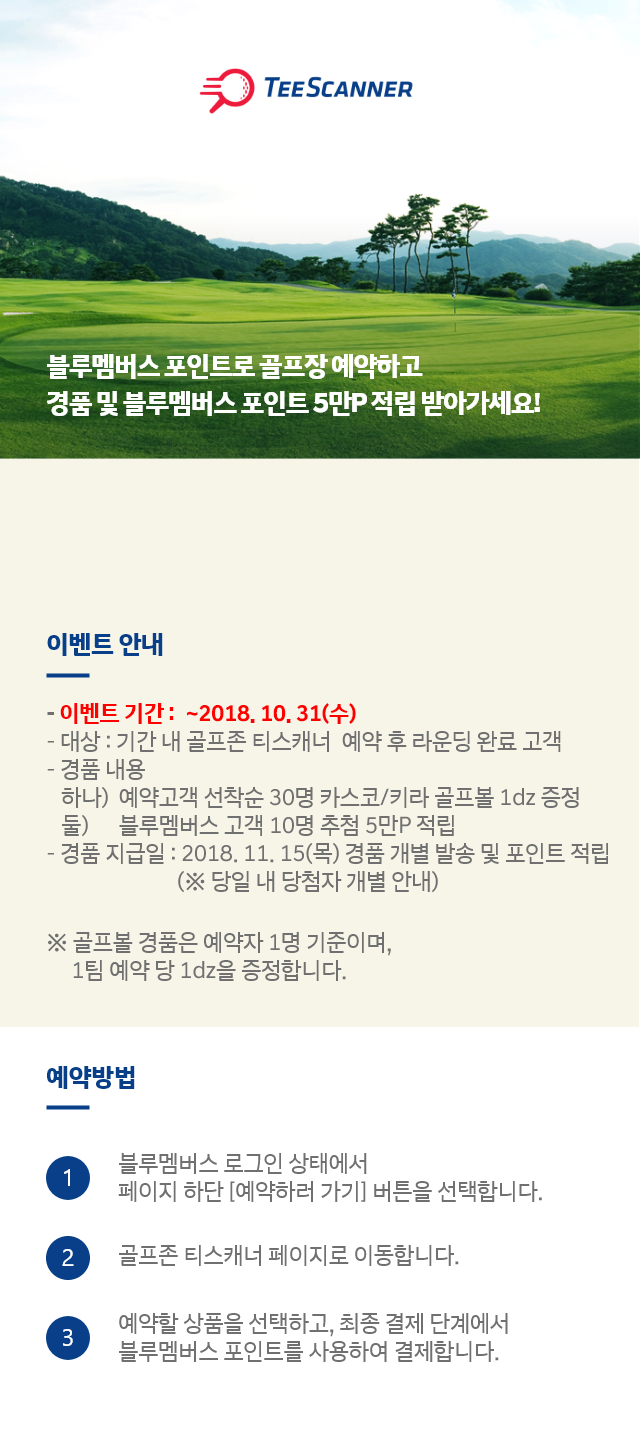 TEESCANNER
블루멤버스 포인트로 골프장 예약하고
경품 및 블루멤버스 포인트 5만P 적립 받아가세요!
이벤트 안내
- 이벤트 기간 : ~2018. 10. 31(수)
- 대상 : 기간 내 골프존 티스캐너 예약 후 라운딩 완료 고객
- 경품 내용
하나) 예약고객 선착순 30명 카스코/키라 골프볼 1dz 증정
둘) 블루멤버스 고객 10명 추첨 5만P 적립
- 경품 지급일 : 2018. 11. 15(목) 경품 개별 발송 및 포인트 적립
(※ 당일 내 당첨자 개별 안내)
※ 골프볼 경품은 예약자 1명 기준이며,
1팀 예약 당 1dz을 증정합니다.
예약방법
1 블루멤버스 로그인 상태에서
페이지 하단 [예약하러 가기] 버튼을 선택합니다.
2 골프존 티스캐너 페이지로 이동합니다.
3 예약할 상품을 선택하고, 최종 결제 단계에서
블루멤버스 포인트를 사용하여 결제합니다.